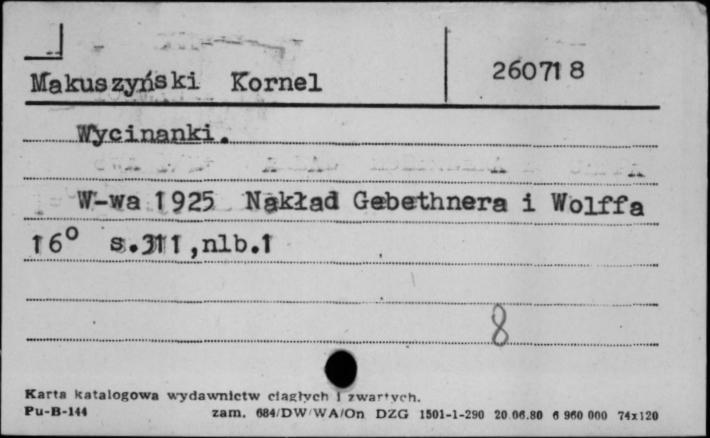 Makuszyński Kornel 260718
Wycinanki.
W-wa 1925 Nakład Gebethnera i Wolffa
16° s.311,nlb.1
8
Karta katalogowa wydawnictw ciągłych i zwartych.
Pu-B-144 zam. 684/DW/WA/On DZG 1501-1-290 20.06.80 6 960 000 74x120